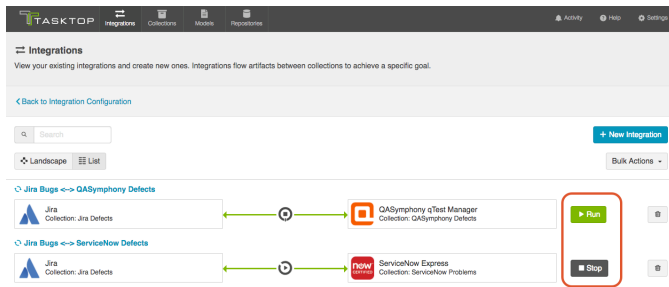 TASKTOP
Integrations
Collections
Models
Repositories
Activity
Help
Settings
Integrations
View your existing integrations and create new ones. Integrations flow artifacts between collections to achieve a specific goal.
Back to Integration Configuration
Search
+ New Integration
Landscape
List
Bulk Actions
Jira Bugs <--> QASymphony Defects
Jira
Collection: Jira Defects
QASymphony qTest Manager
Collection: QASymphony Defects
Run
Jira Bugs <--> ServiceNow Defects
Jira
Collection: Jira Defects
now
ServiceNow Express
Collection: ServiceNow Problems
Stop